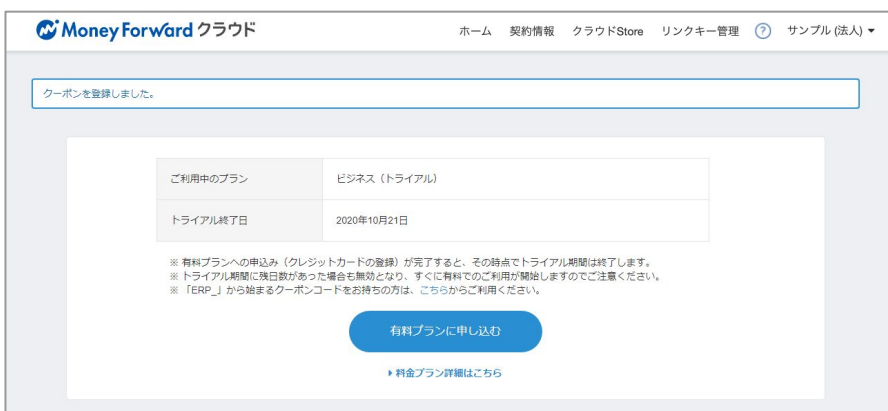 Money Forward クラウド
ホーム 契約情報 クラウドStore リンクキー管理 ? サンプル (法人) ▼
クーポンを登録しました。
ご利用中のプラン ビジネス（トライアル）
トライアル終了日 2020年10月21日
※ 有料プランへの申込み（クレジットカードの登録）が完了すると、その時点でトライアル期間は終了します。
※ トライアル期間に残日数があった場合も無効となり、すぐに有料でのご利用が開始しますのでご注意ください。
※ 「ERP_」から始まるクーポンコードをお持ちの方は、こちらからご利用ください。
有料プランに申し込む
料金プラン詳細はこちら